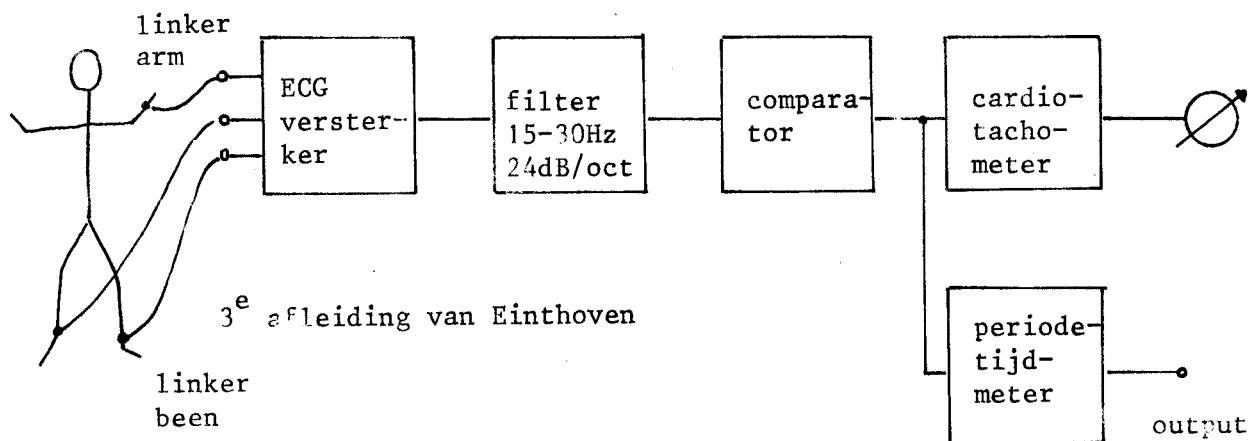 linker
arm
ECG
verster-
ker
filter
15-30Hz
24dB/oct
compara-
tor
cardio-
tacho-
meter
3e afleiding van Einthoven
linker
been
periode-
tijd-
meter
output